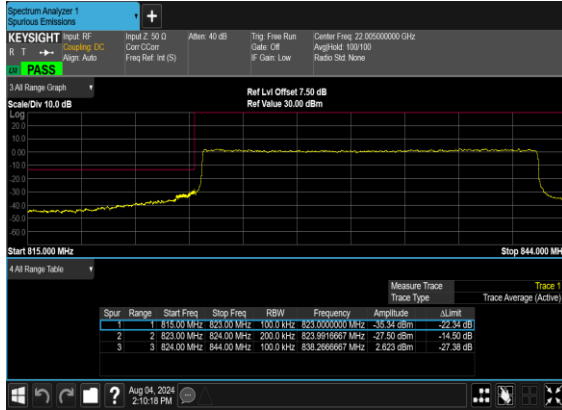 Spectrum Analyzer 1
Spurious Emissions
+
KEYSIGHT Input: RF Input Z: 50 Ω Atten: 40 dB Trig: Free Run Center Freq: 22.005000000 GHz
R T Coupling: DC Corr CCorr Gate: Off Avg|Hold: 100/100
Align: Auto Freq Ref: Int (S) IF Gain: Low Radio Std: None
PASS
3 All Range Graph Ref Lvl Offset 7.50 dB
Scale/Div 10.0 dB Ref Value 30.00 dBm
Log
20.0
10.0
0.00
-10.0
-20.0
-30.0
-40.0
-50.0
-60.0
Start 815.000 MHz Stop 844.000 MH
4 All Range Table
Measure Trace Trace 1
Trace Type Trace Average (Active)
Spur Range Start Freq Stop Freq RBW Frequency Amplitude ΔLimit
1 1 815.00 MHz 823.00 MHz 100.0 kHz 823.0000000 MHz -35.34 dBm -22.34 dB
2 2 823.00 MHz 824.00 MHz 200.0 kHz 823.9916667 MHz -27.50 dBm -14.50 dB
3 3 824.00 MHz 844.00 MHz 100.0 kHz 838.2666667 MHz 2.623 dBm -27.38 dB
? Aug 04, 2024
2:10:18 PM